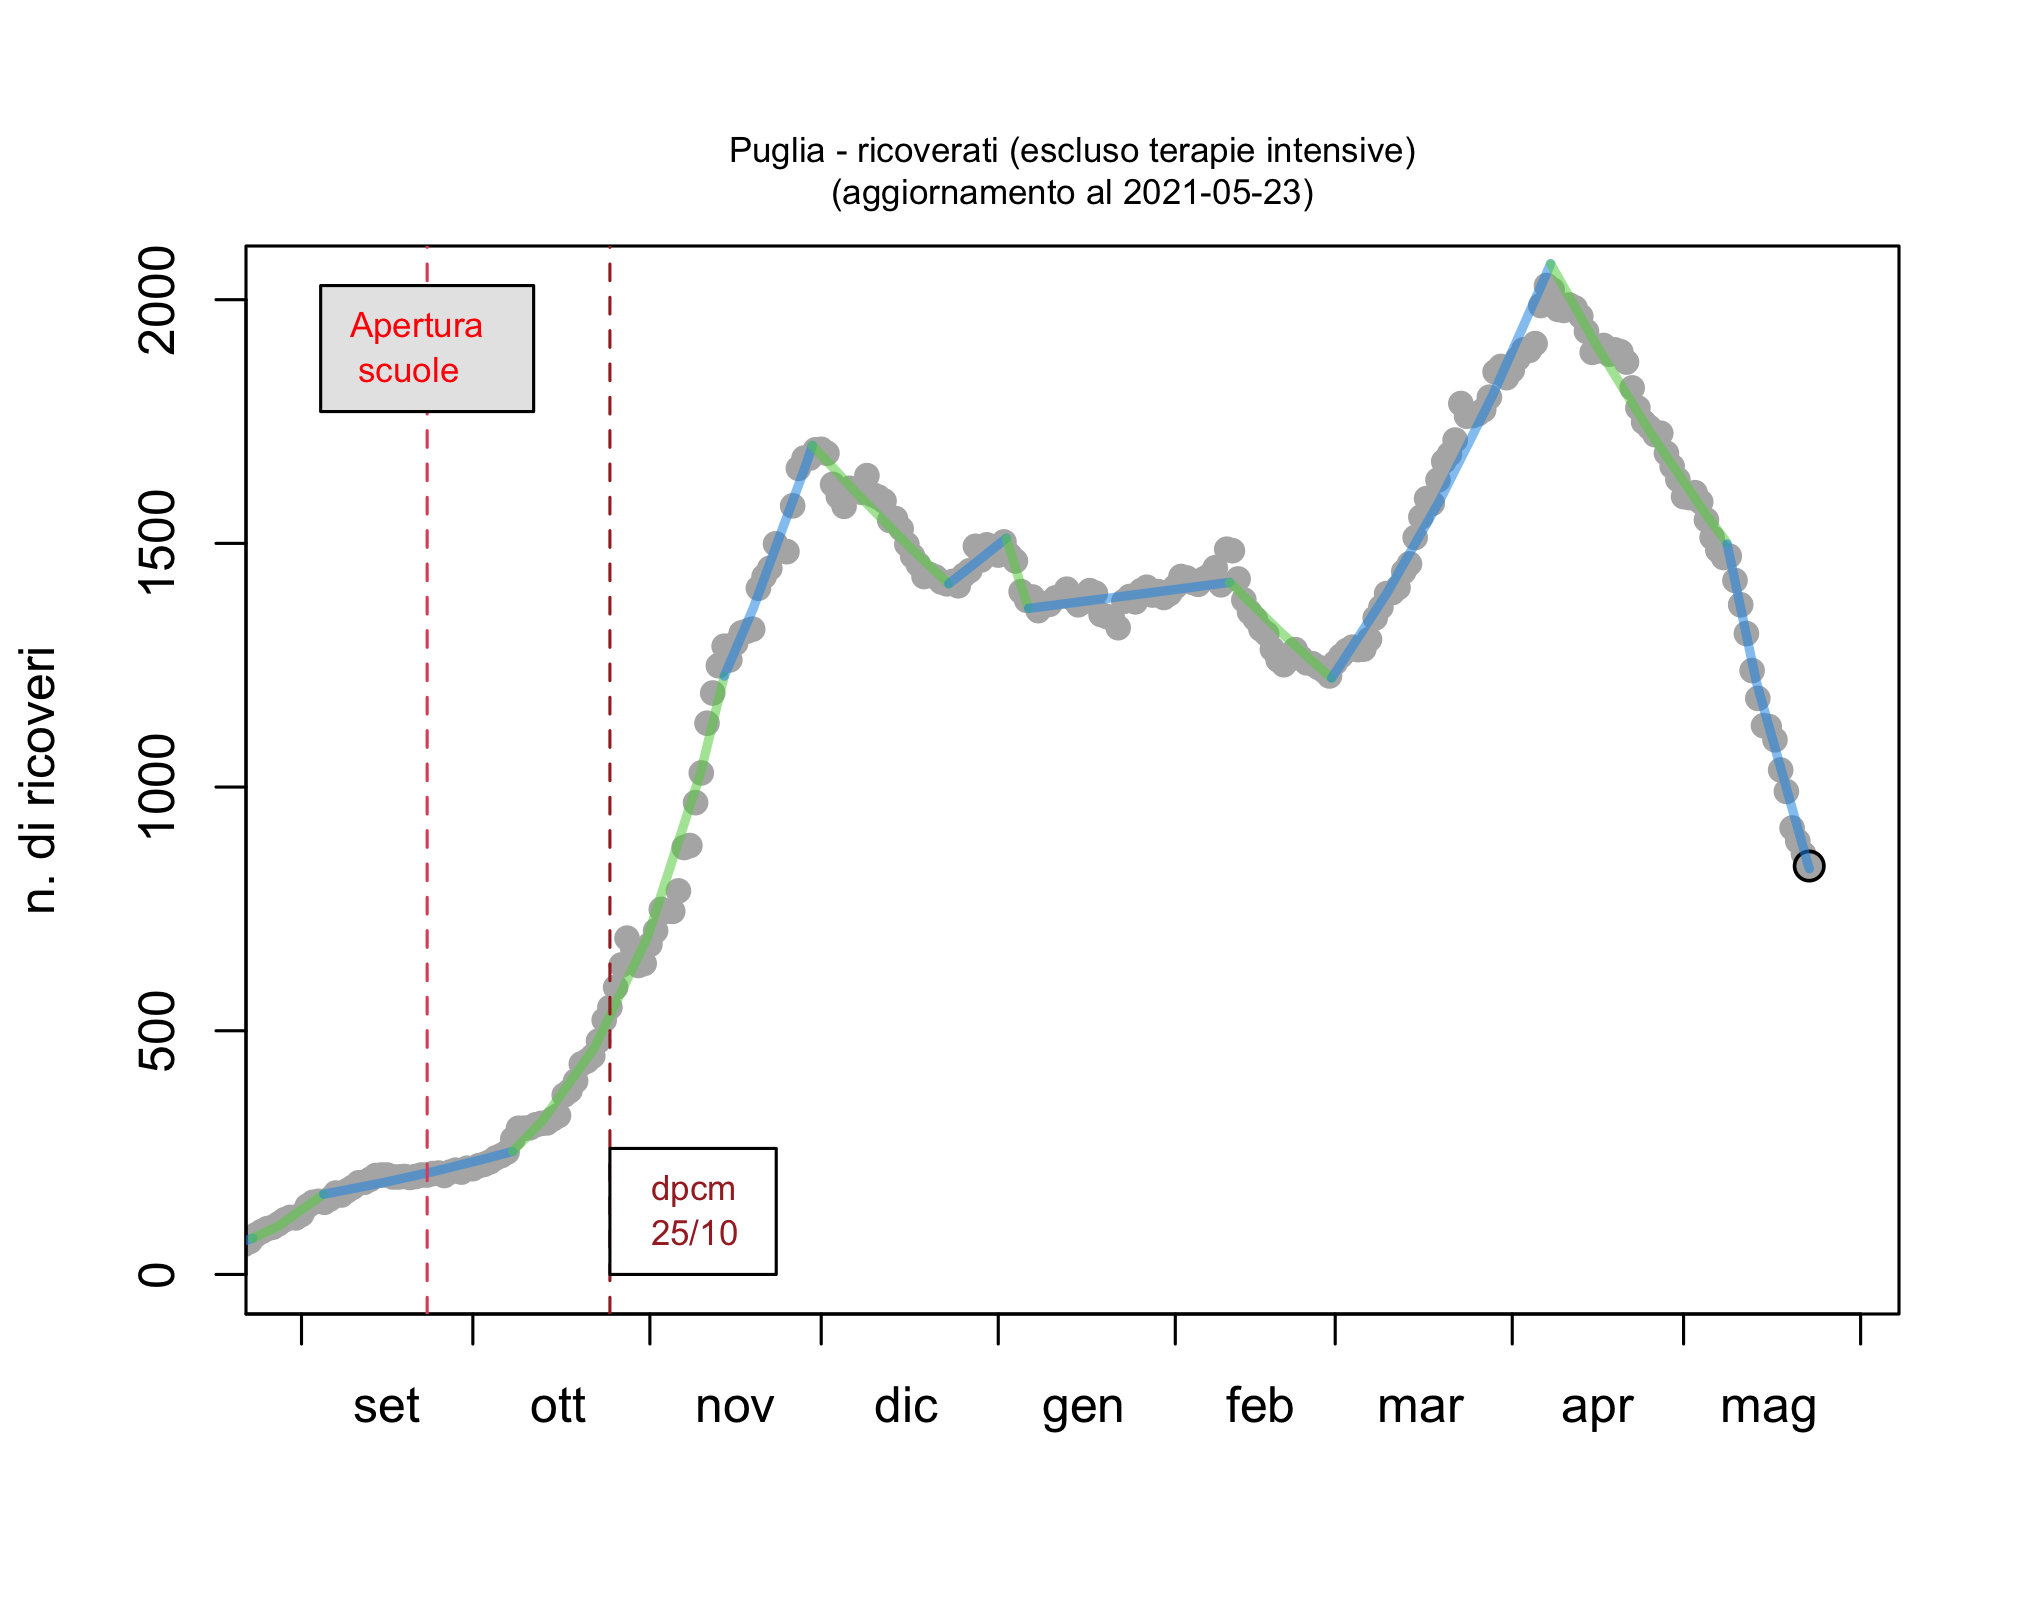 Puglia - ricoverati (escluso terapie intensive)
(aggiornamento al 2021-05-23)
n. di ricoveri
2000
1500
1000
500
0
Apertura
scuole
dpcm
25/10
set ott nov dic gen feb mar apr mag